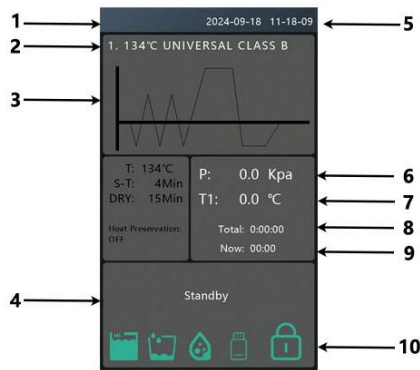 1
2024-09-18 11-18-09
5
2
1. 134℃ UNIVERSAL CLASS B
3
T: 134℃
S-T: 4Min
DRY: 15Min
Heat Preservation:
OFF
P: 0.0 Kpa
6
T1: 0.0 ℃
7
Total: 0:00:00
8
Now: 00:00
9
4
Standby
10